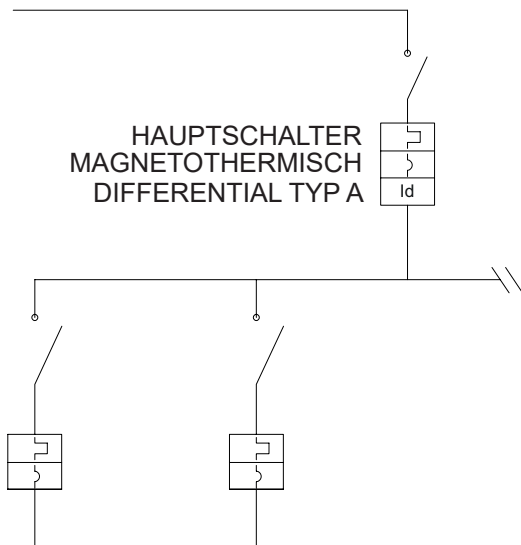 HAUPTSCHALTER
MAGNETOTHERMISCH
DIFFERENTIAL TYP A
Id